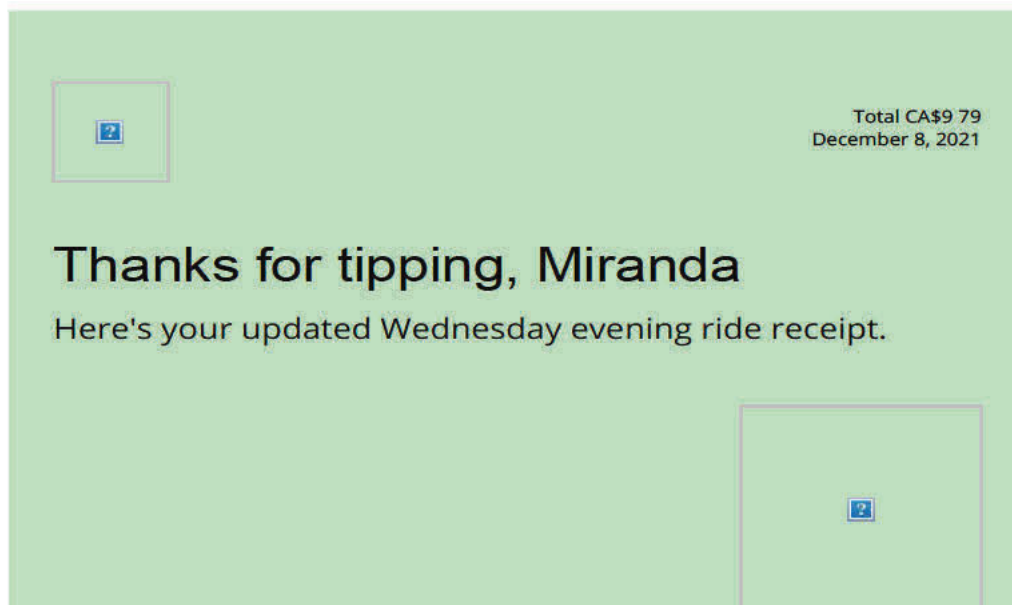 Total CA$9 79
December 8, 2021
Thanks for tipping, Miranda
Here's your updated Wednesday evening ride receipt.